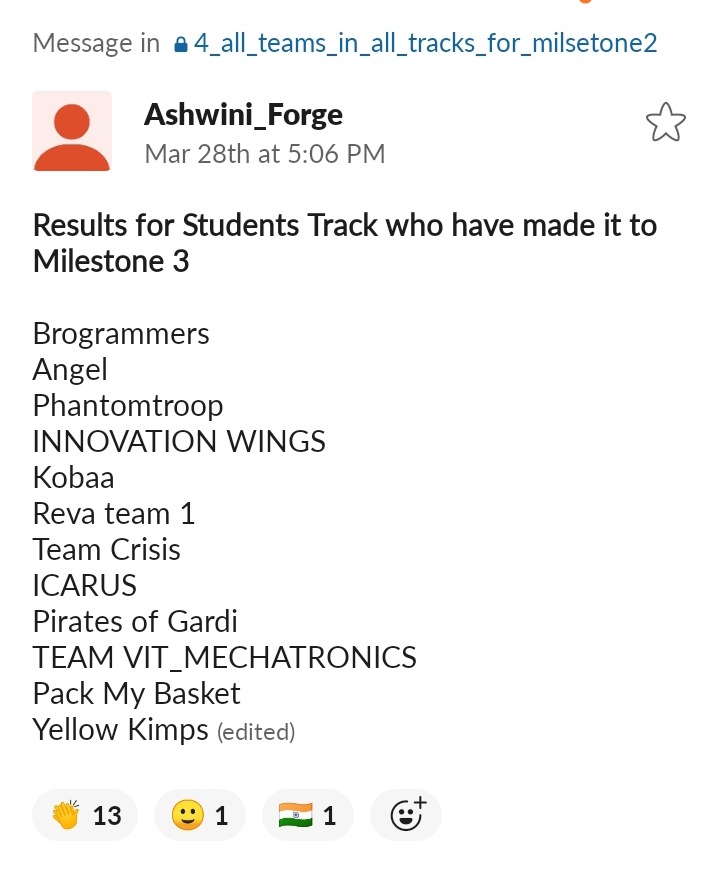 Message in 4_all_teams_in_all_tracks_for_milsetone2
Ashwini_Forge
Mar 28th at 5:06 PM
Results for Students Track who have made it to
Milestone 3
Brogrammers
Angel
Phantomtroop
INNOVATION WINGS
Kobaa
Reva team 1
Team Crisis
ICARUS
Pirates of Gardi
TEAM VIT_MECHATRONICS
Pack My Basket
Yellow Kimps (edited)
13 1 1